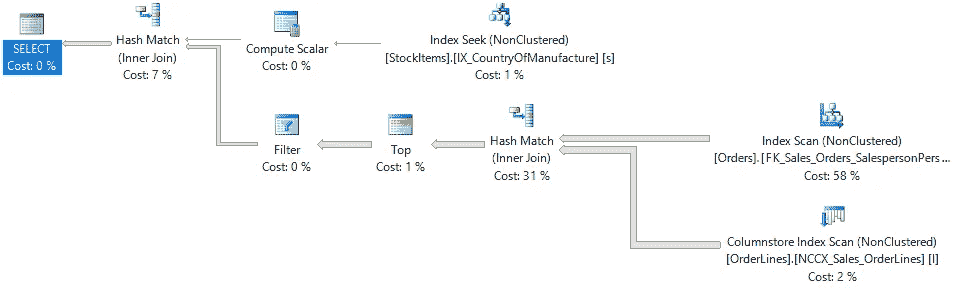 SELECT
Cost: 0 %
Hash Match
(Inner Join)
Cost: 7 %
Compute Scalar
Cost: 0 %
Index Seek (NonClustered)
[StockItems].[IX_CountryOfManufacture] [s]
Cost: 1 %
Filter
Cost: 0 %
Top
Cost: 1 %
Hash Match
(Inner Join)
Cost: 31 %
Index Scan (NonClustered)
[Orders].[FK_Sales_Orders_SalespersonPers ...
Cost: 58 %
Columnstore Index Scan (NonClustered)
[OrderLines].[NCCX_Sales_OrderLines] [l]
Cost: 2 %